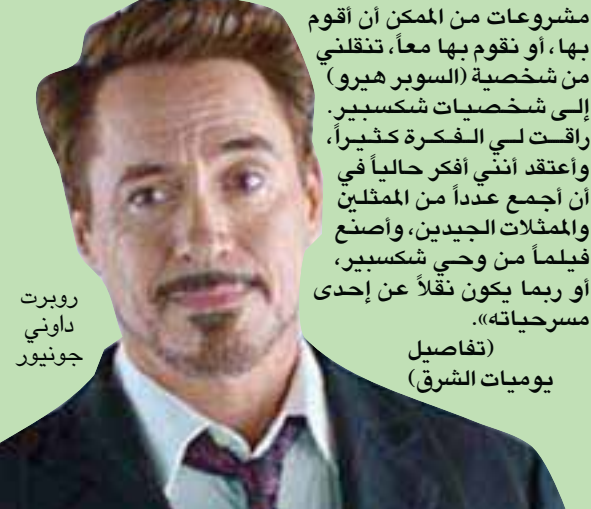 مشروعات من الممكن أن أقوم
بها، أو نقوم بها معاً، تنقلني
من شخصية (السوبر هيرو)
إلى شخصيات شكسبير.
راقت لي الفكرة كثيراً،
وأعتقد أنني أفكر حالياً في
أن أجمع عدداً من الممثلين
والممثلات الجيدين، وأصنع
فيلماً من وحي شكسبير،
أو ربما يكون نقلاً عن إحدى
مسرحياته».
(تفاصيل
يوميات الشرق)
روبرت
داوني
جونيور